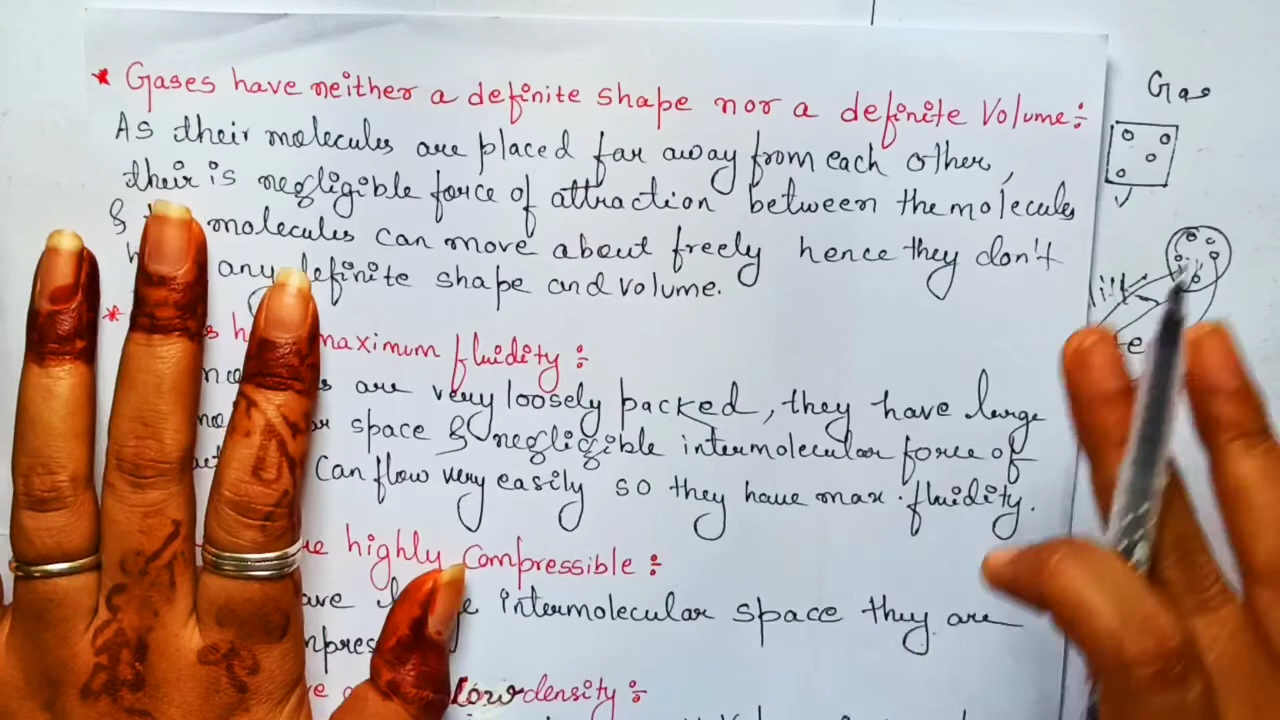 * Gases have neither a definite shape nor a definite Volume :-
As their molecules are placed far away from each other,
their is negligible force of attraction between the molecules
& molecules can move about freely hence they don't
any definite shape and volume.
* maximum fluidity :-
are very loosely packed, they have large
space & negligible intermolecular force of
Can flow very easily so they have max. fluidity.
highly Compressible :-
intermolecular space they are
low density :-
Gas